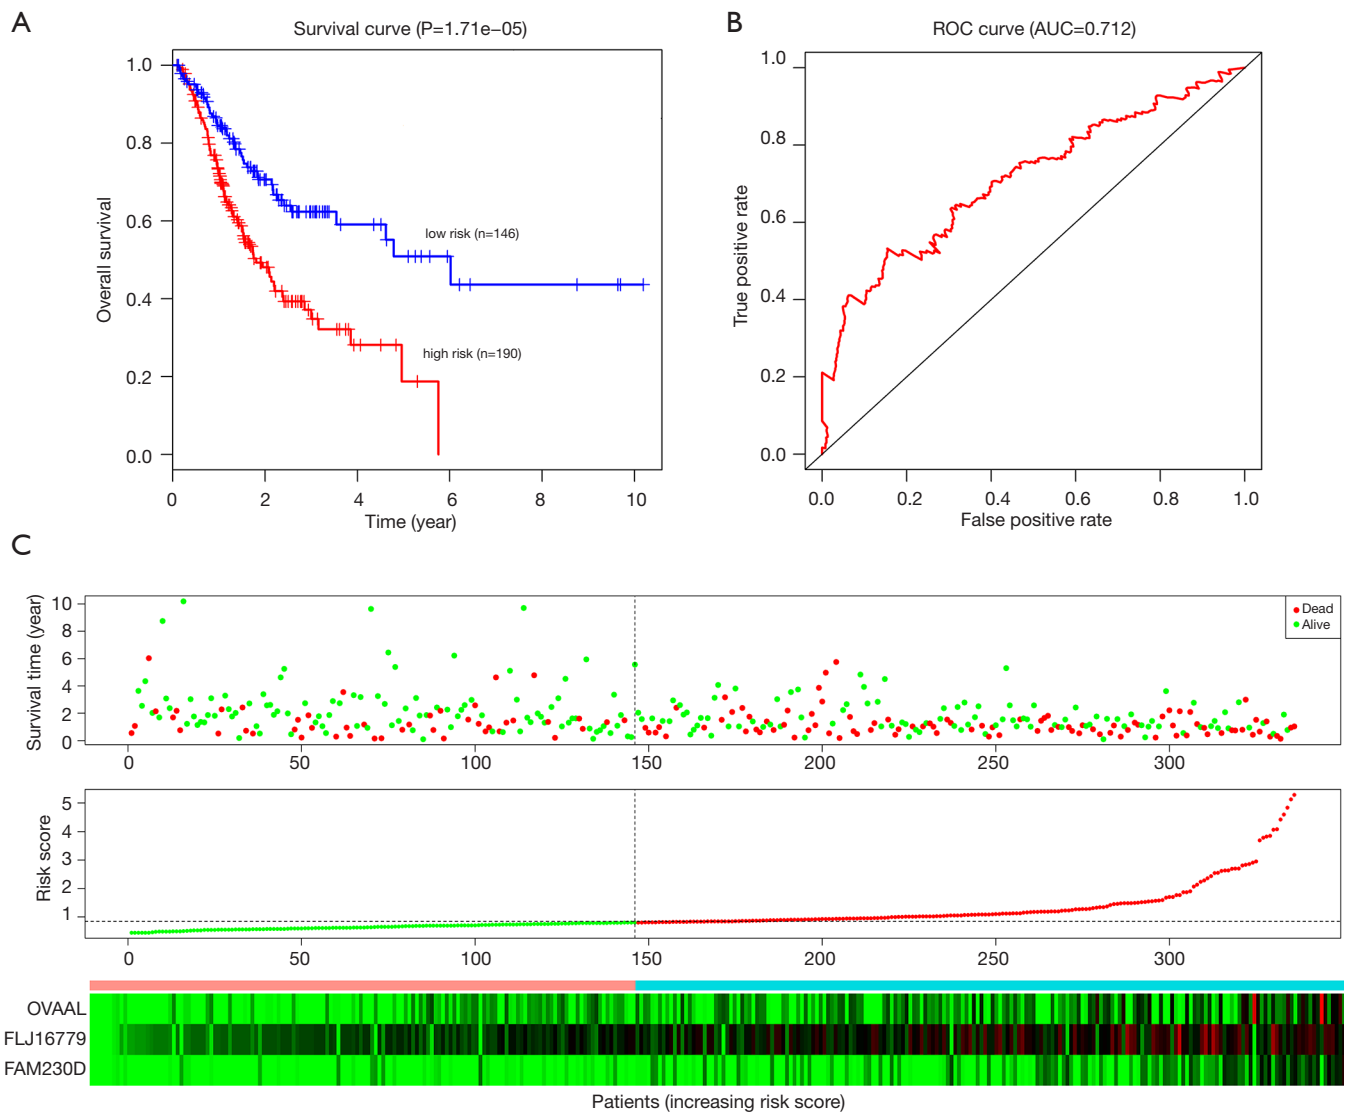 A
Survival curve (P=1.71e−05)
Overall survival
1.0
0.8
0.6
0.4
0.2
0.0
low risk (n=146)
high risk (n=190)
0 2 4 6 8 10
Time (year)
B
ROC curve (AUC=0.712)
True positive rate
1.0
0.8
0.6
0.4
0.2
0.0
0.0 0.2 0.4 0.6 0.8 1.0
False positive rate
C
Survival time (year)
10
8
6
4
2
0
Dead
Alive
0 50 100 150 200 250 300
Risk score
5
4
3
2
1
0 50 100 150 200 250 300
OVAAL
FLJ16779
FAM230D
Patients (increasing risk score)